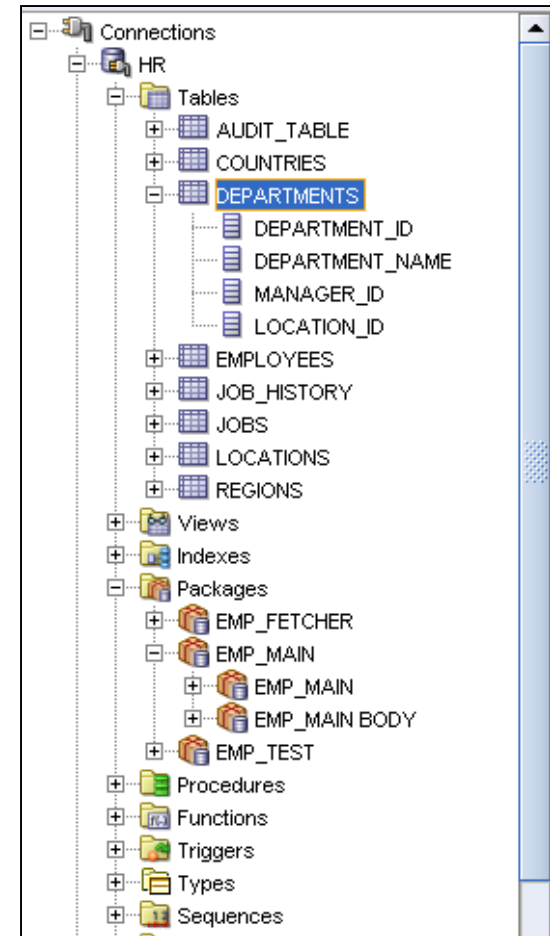 Connections
HR
Tables
AUDIT_TABLE
COUNTRIES
DEPARTMENTS
DEPARTMENT_ID
DEPARTMENT_NAME
MANAGER_ID
LOCATION_ID
EMPLOYEES
JOB_HISTORY
JOBS
LOCATIONS
REGIONS
Views
Indexes
Packages
EMP_FETCHER
EMP_MAIN
EMP_MAIN
EMP_MAIN BODY
EMP_TEST
Procedures
Functions
Triggers
Types
Sequences